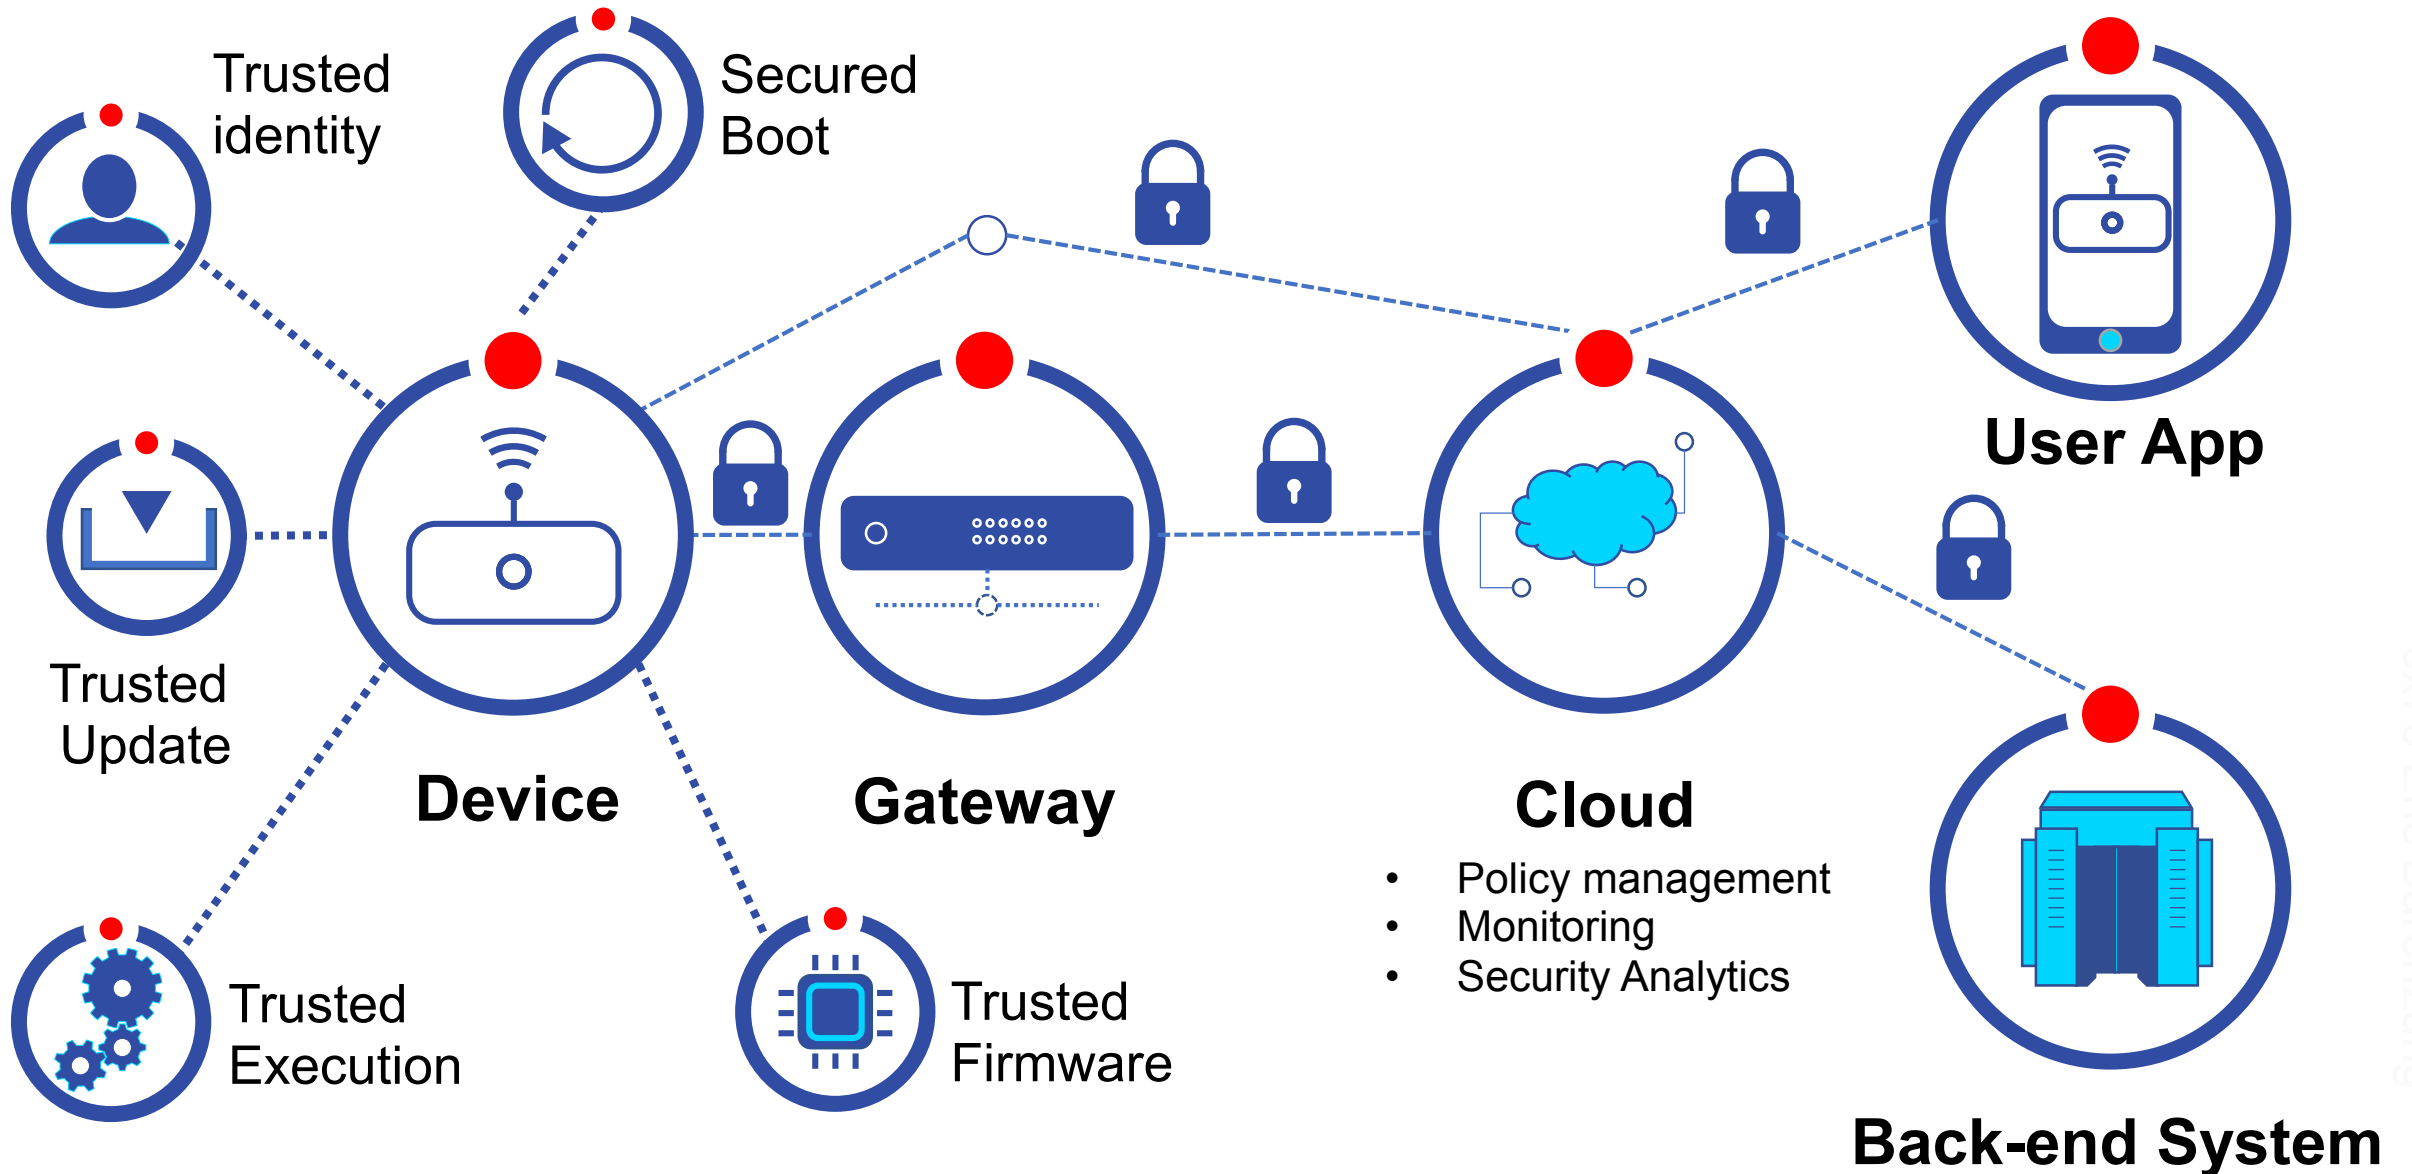 Trusted
identity
Secured
Boot
User App
Trusted
Update
Device
Gateway
Cloud
• Policy management
• Monitoring
• Security Analytics
Trusted
Execution
Trusted
Firmware
Back-end System